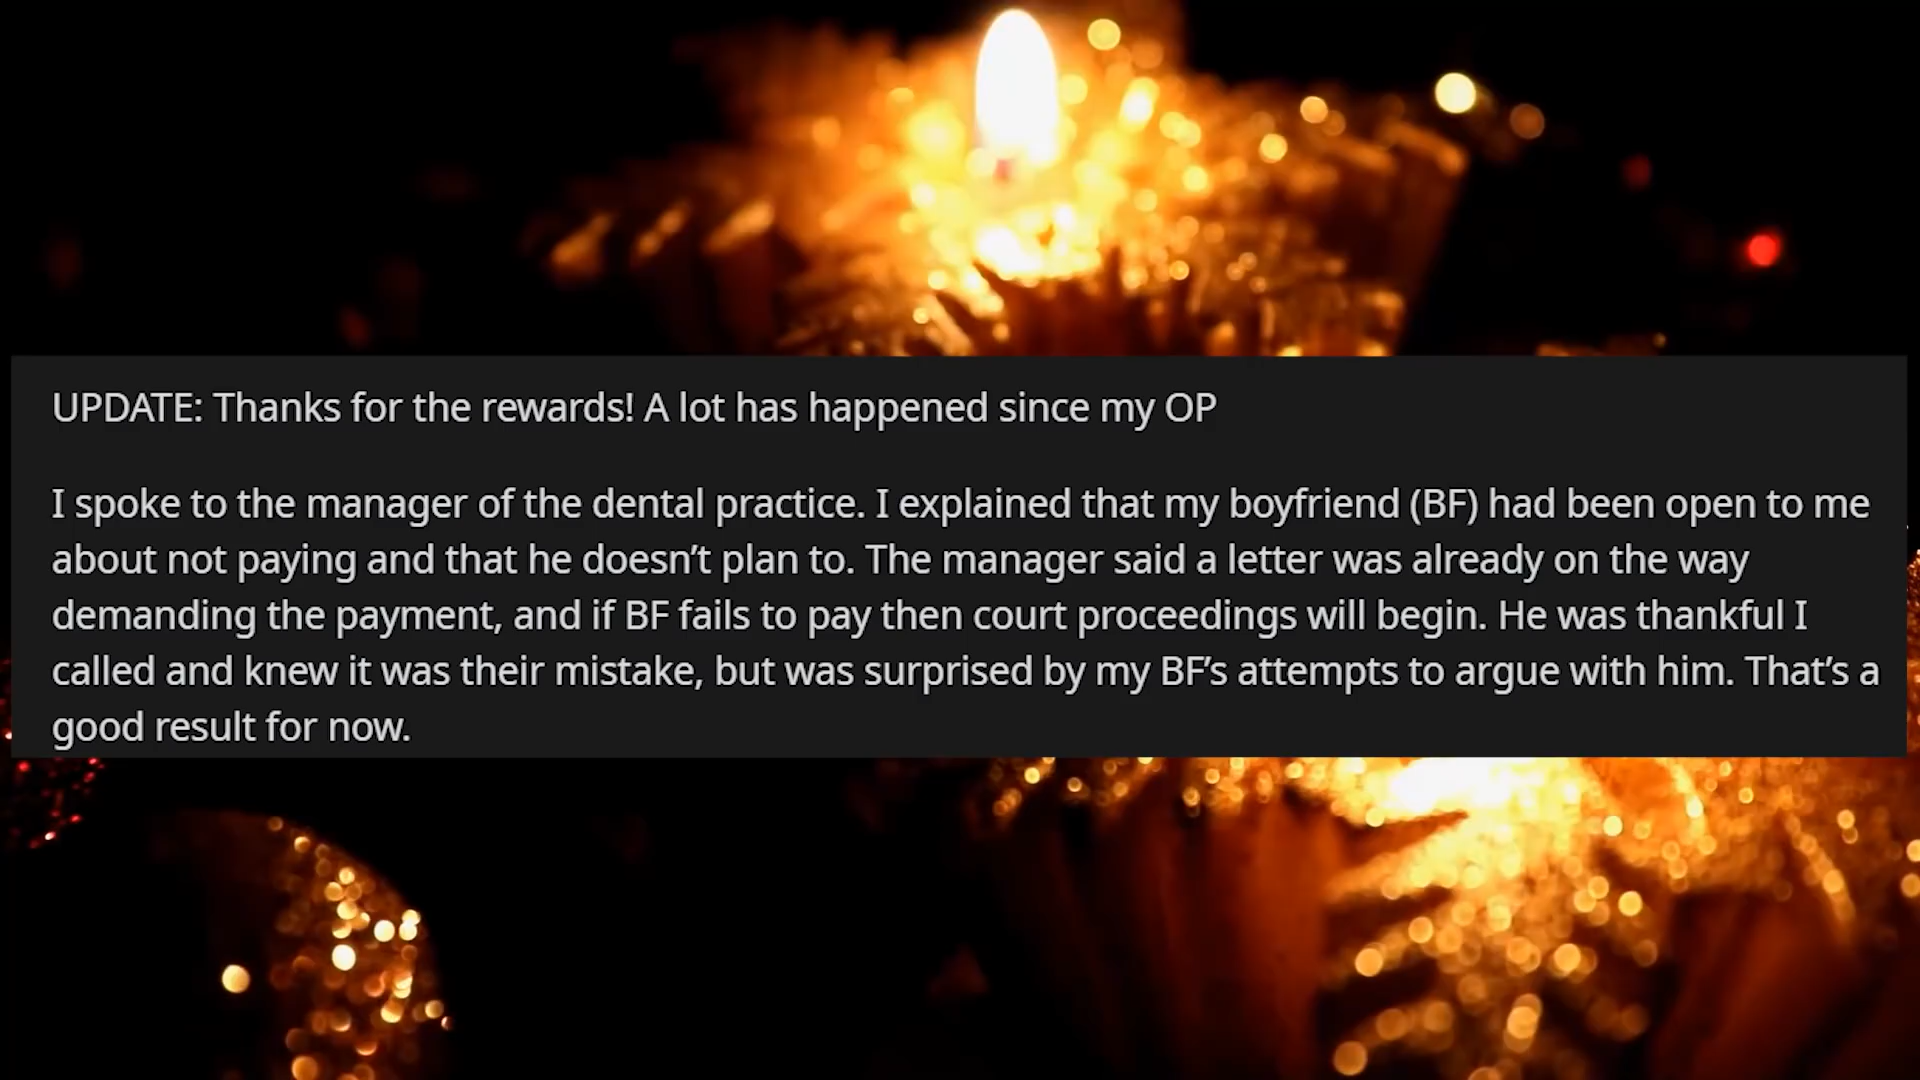 UPDATE: Thanks for the rewards! A lot has happened since my OP
I spoke to the manager of the dental practice. I explained that my boyfriend (BF) had been open to me
about not paying and that he doesn’t plan to. The manager said a letter was already on the way
demanding the payment, and if BF fails to pay then court proceedings will begin. He was thankful I
called and knew it was their mistake, but was surprised by my BF’s attempts to argue with him. That’s a
good result for now.